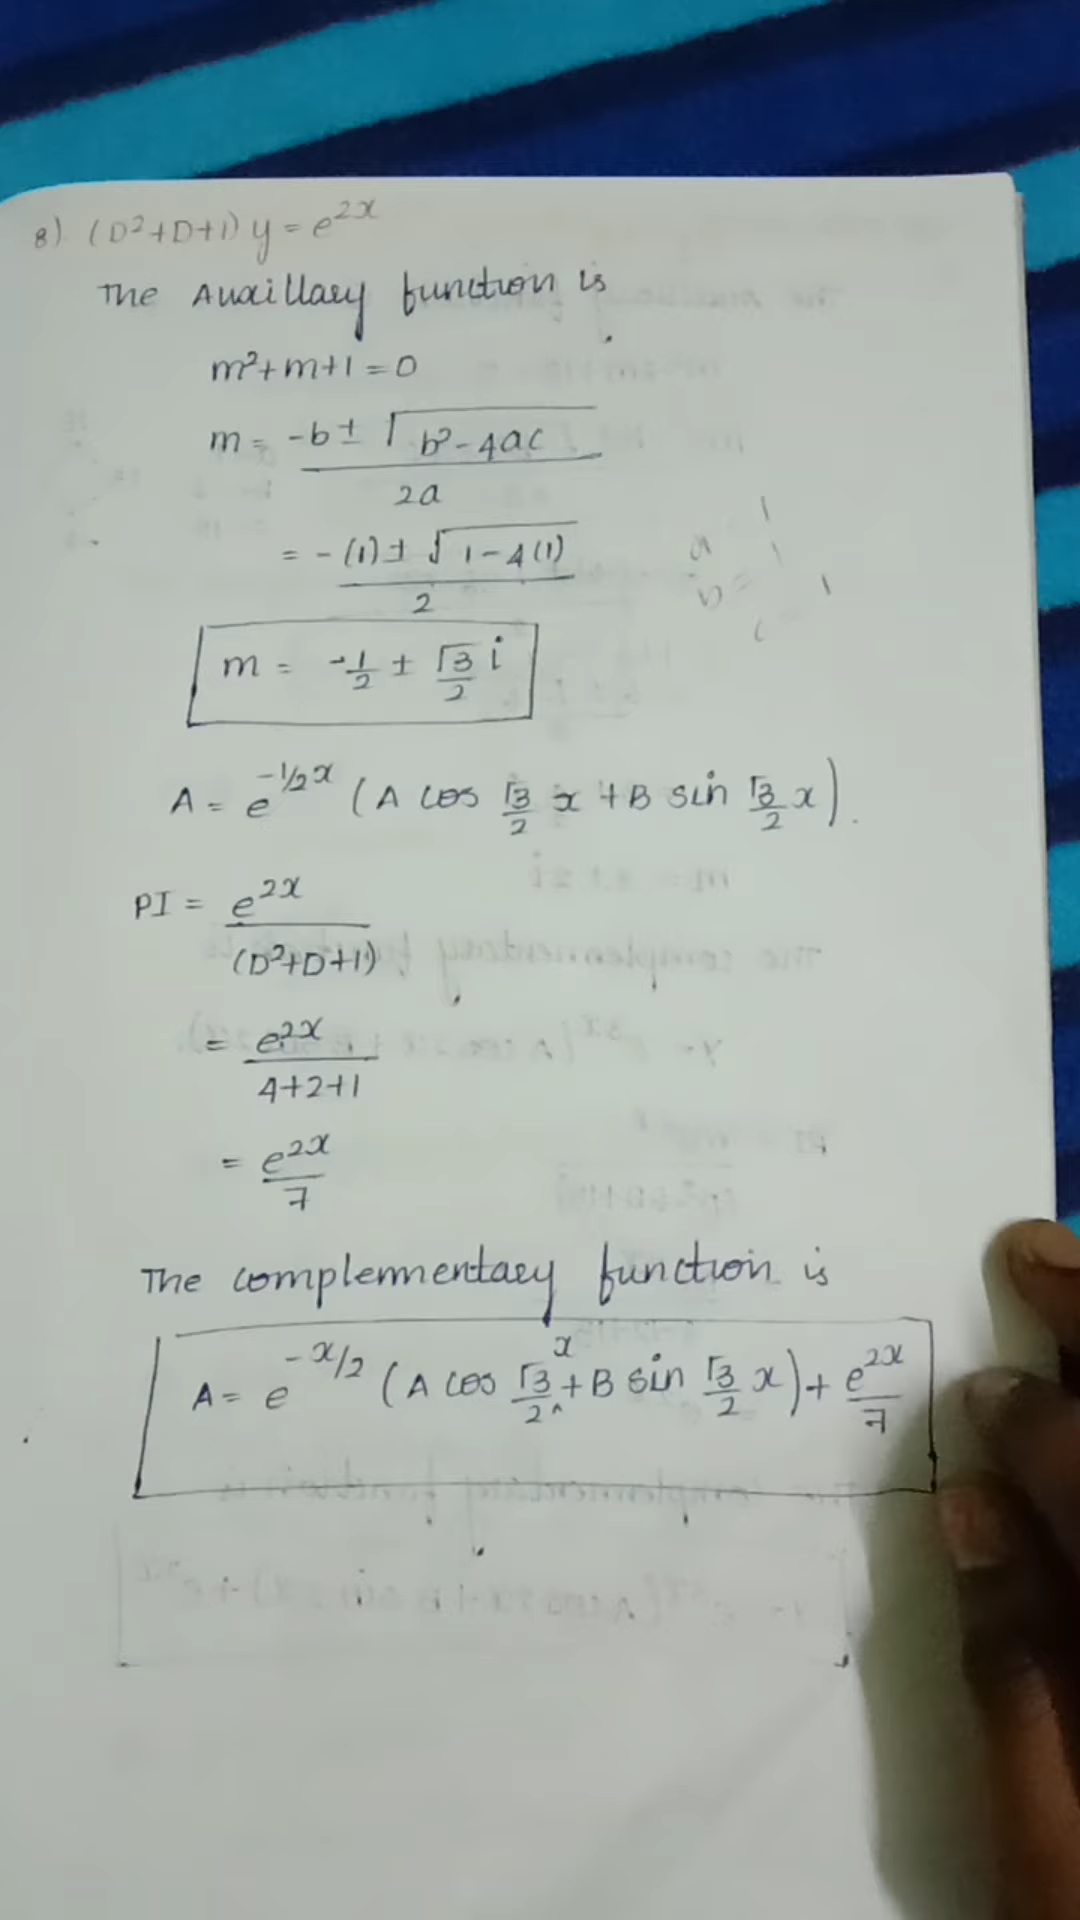 8) (D²+D+1) y = e^2x
The Auxillary function is
m²+m+1 = 0
m = -b ± √b²-4ac
2a
= -(1) ± √1-4(1)
2
m = -1/2 ± √3/2 i
A = e^-1/2x (A cos √3/2 x + B sin √3/2 x).
PI = e^2x
(D²+D+1)
= e^2x
4+2+1
= e^2x
7
The complementary function is
A = e^-x/2 (A cos √3/2 x + B sin √3/2 x) + e^2x/7